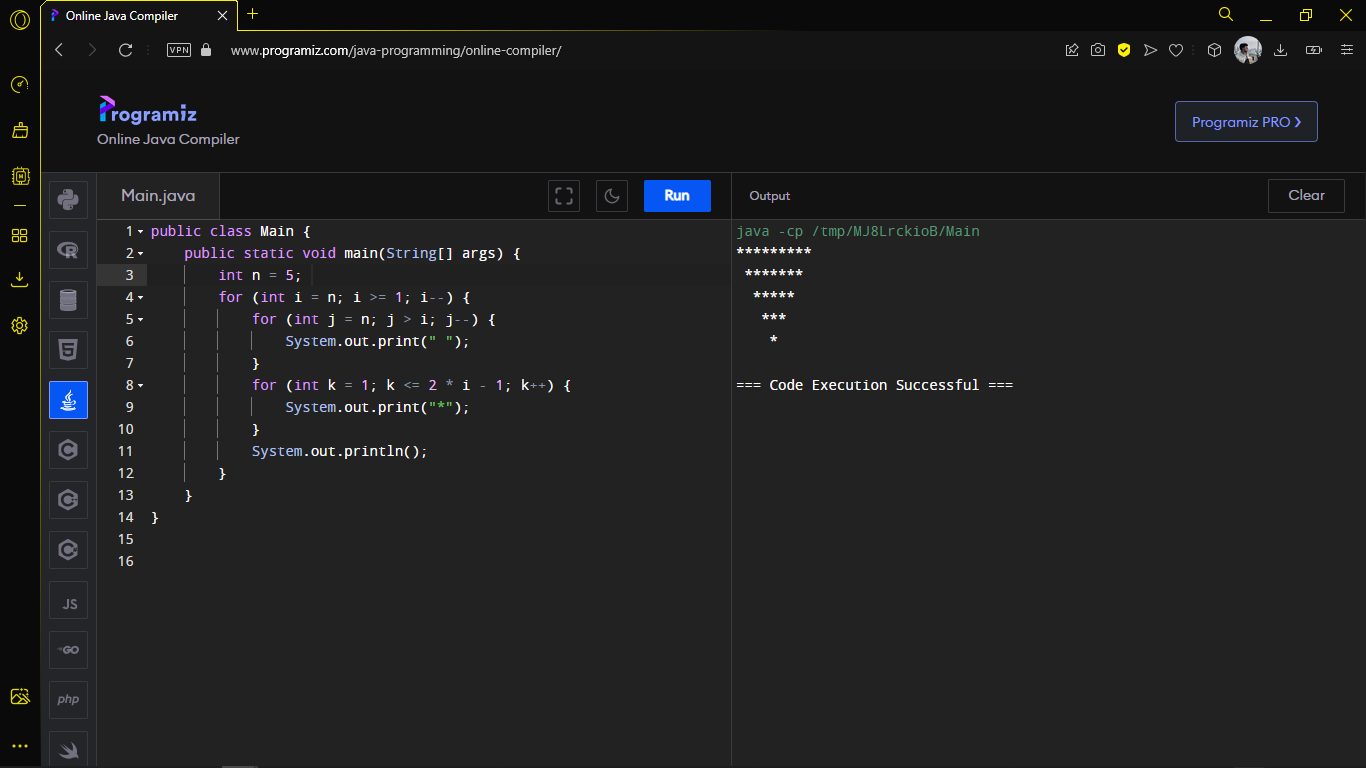 Online Java Compiler
VPN www.programiz.com/java-programming/online-compiler/
Programiz
Online Java Compiler
Programiz PRO ❯
Main.java
Run
Output
Clear
1 public class Main {
2     public static void main(String[] args) {
3         int n = 5;
4         for (int i = n; i >= 1; i--) {
5             for (int j = n; j > i; j--) {
6                 System.out.print(" ");
7             }
8             for (int k = 1; k <= 2 * i - 1; k++) {
9                 System.out.print("*");
10             }
11             System.out.println();
12         }
13     }
14 }
15
16
java -cp /tmp/MJ8LrckioB/Main
*********
 *******
  *****
   ***
    *
=== Code Execution Successful ===
R
5
C
C
C
JS
GO
php